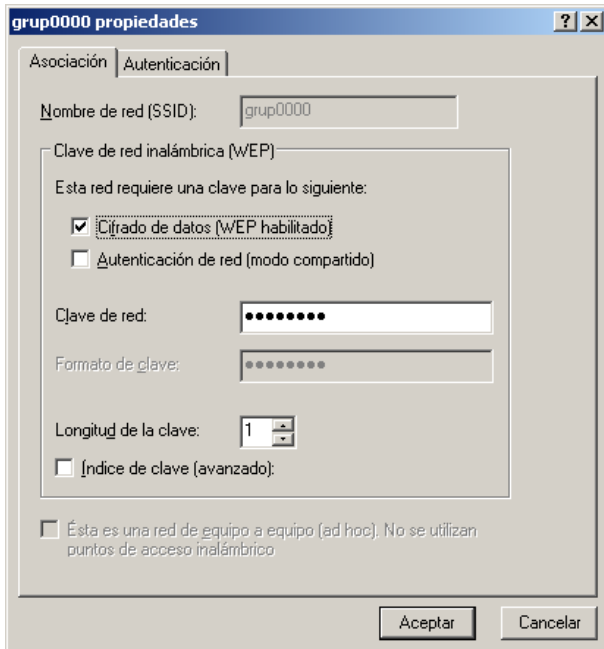 grup0000 propiedades
Asociación
Autenticación
Nombre de red (SSID):
grup0000
Clave de red inalámbrica (WEP)
Esta red requiere una clave para lo siguiente:
Cifrado de datos (WEP habilitado)
Autenticación de red (modo compartido)
Clave de red:
••••••••
Formato de clave:
••••••••
Longitud de la clave:
1
Índice de clave (avanzado):
Ésta es una red de equipo a equipo (ad hoc). No se utilizan
puntos de acceso inalámbrico
Aceptar
Cancelar